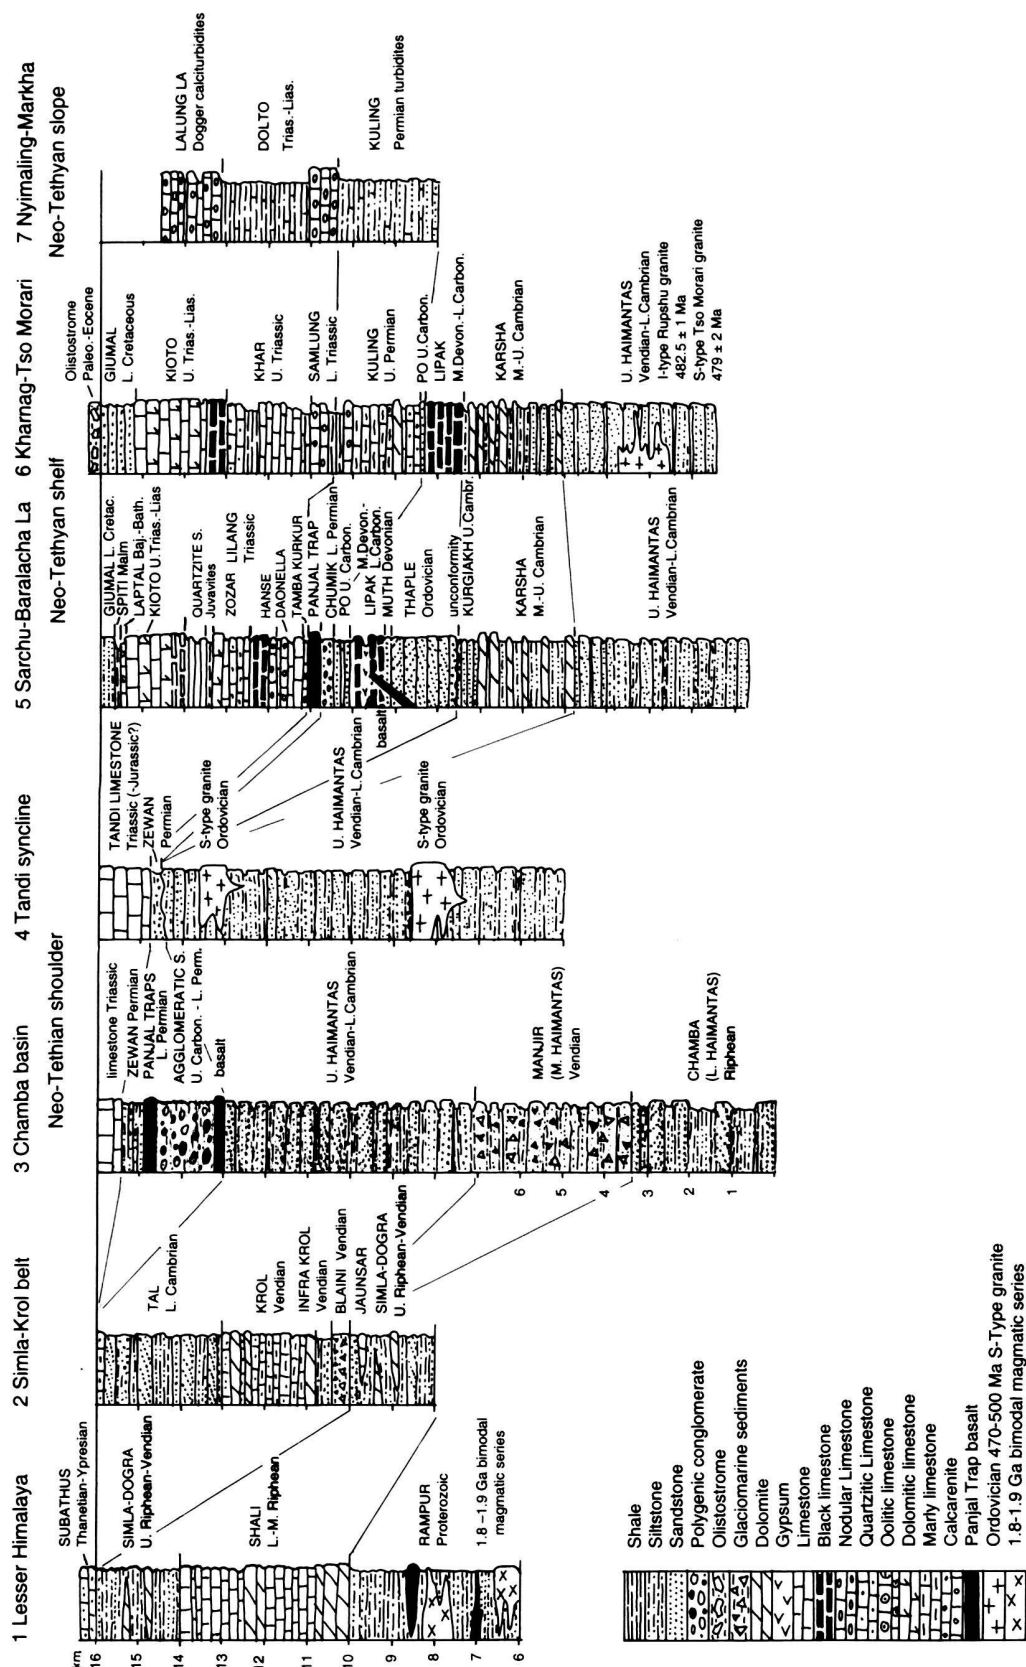 1 Lesser Himalaya
SUBATHUS
Thanetian-Ypresian
SIMLA-DOGRA
U. Riphean-Vendian
SHALI
L.-M. Riphean
RAMPUR
Proterozoic
1.8–1.9 Ga bimodal
magmatic series
16
15
14
12
11
10
9
8
7
6
2 Simla-Krol belt
TAL
L. Cambrian
KROL
Vendian
INFRA KROL
Vendian
BLAINI Vendian
JAUNSAR
SIMLA-DOGRA
U. Riphean-Vendian
3 Chamba basin
Neo-Tethian shoulder
limestone Triassic
ZEWAN Permian
PANJAL TRAPS
L. Permian
AGGLOMERATIC S.
U. Carbon. - L. Perm.
basalt
U. HAIMANTAS
Vendian-L.Cambrian
MANJIR
(M. HAIMANTAS)
Vendian
CHAMBA
(L. HAIMANTAS)
Riphean
6
5
4
3
2
1
4 Tandi syncline
TANDI LIMESTONE
Triassic (-Jurassic?)
ZEWAN
Permian
S-type granite
Ordovician
U. HAIMANTAS
Vendian-L.Cambrian
S-type granite
Ordovician
5 Sarchu-Baralacha La
Neo-Tethyan shelf
GIUMAL L. Cretac.
SPITI Malm
LAPTAL Baj.-Bath.
KIOTO U.Trias.-Lias
QUARTZITE S.
Juvavites
ZOZAR LILANG
Triassic
HANSE
DAONELLA
TAMBA KURKUR
PANJAL TRAP
CHUMIK L. Permian
PO U. Carbon.
M.Devon.-
LIPAK L.Carbon.
MUTH Devonian
basalt
THAPLE
Ordovician
unconformity
KURGIAKH U.Cambr.
KARSHA
M.-U. Cambrian
U. HAIMANTAS
Vendian-L.Cambrian
6 Kharnag-Tso Morari
Olistostrome
Paleo.-Eocene
GIUMAL
L. Cretaceous
KIOTO
U. Trias.-Lias.
KHAR
U. Triassic
SAMLUNG
L. Triassic
KULING
U. Permian
PO U.Carbon.
LIPAK
M.Devon.-L.Carbon.
KARSHA
M.-U. Cambrian
U. HAIMANTAS
Vendian-L.Cambrian
I-type Rupshu granite
482.5 ± 1 Ma
S-type Tso Morari granite
479 ± 2 Ma
7 Nyimaling-Markha
Neo-Tethyan slope
LALUNG LA
Dogger calciturbidites
DOLTO
Trias.-Lias.
KULING
Permian turbidites
Shale
Siltstone
Sandstone
Polygenic conglomerate
Olistostrome
Glaciomarine sediments
Dolomite
Gypsum
Limestone
Black limestone
Nodular Limestone
Quartzitic Limestone
Oolitic limestone
Dolomitic limestone
Marly limestone
Calcarenite
Panjal Trap basalt
Ordovician 470-500 Ma S-Type granite
1.8-1.9 Ga bimodal magmatic series